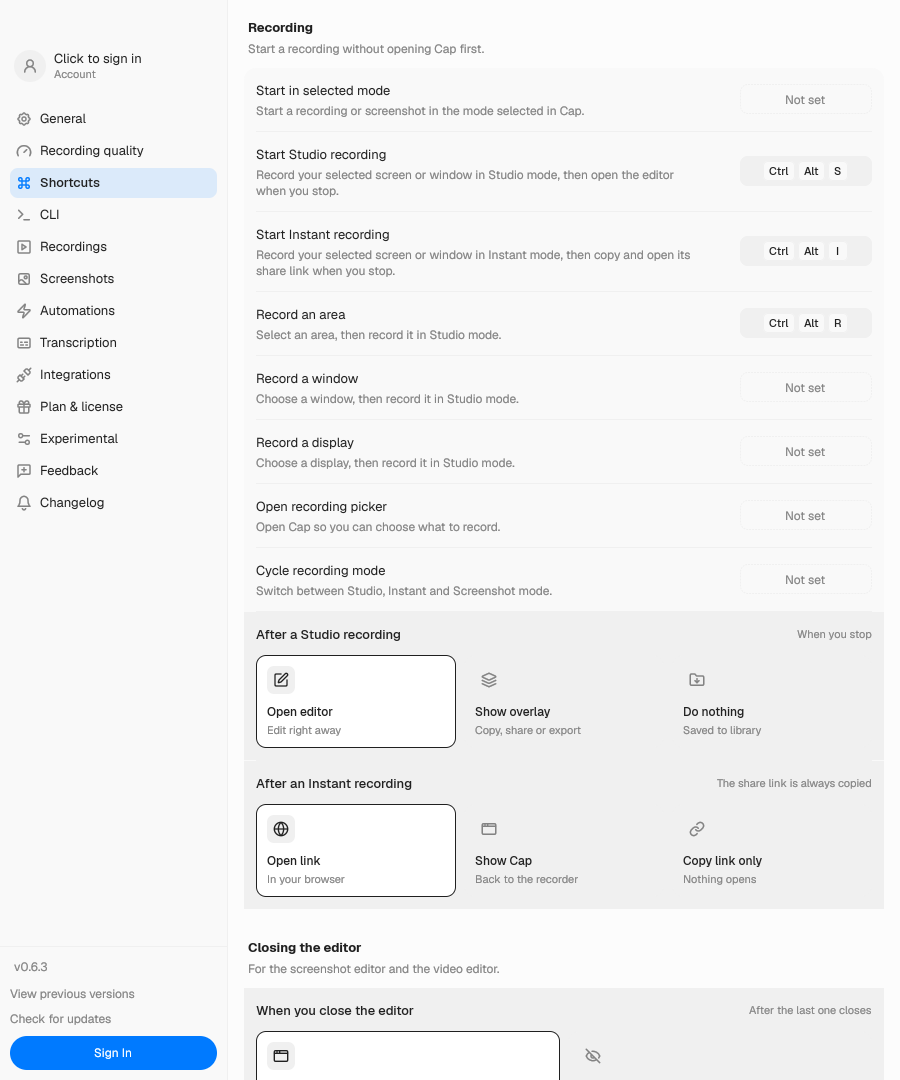 Click to sign in
Account
General
Recording quality
Shortcuts
CLI
Recordings
Screenshots
Automations
Transcription
Integrations
Plan & license
Experimental
Feedback
Changelog
v0.6.3
View previous versions
Check for updates
Sign In
Recording
Start a recording without opening Cap first.
Start in selected mode
Start a recording or screenshot in the mode selected in Cap.
Not set
Start Studio recording
Record your selected screen or window in Studio mode, then open the editor
when you stop.
Ctrl Alt S
Start Instant recording
Record your selected screen or window in Instant mode, then copy and open its
share link when you stop.
Ctrl Alt I
Record an area
Select an area, then record it in Studio mode.
Ctrl Alt R
Record a window
Choose a window, then record it in Studio mode.
Not set
Record a display
Choose a display, then record it in Studio mode.
Not set
Open recording picker
Open Cap so you can choose what to record.
Not set
Cycle recording mode
Switch between Studio, Instant and Screenshot mode.
Not set
After a Studio recording
When you stop
Open editor
Edit right away
Show overlay
Copy, share or export
Do nothing
Saved to library
After an Instant recording
The share link is always copied
Open link
In your browser
Show Cap
Back to the recorder
Copy link only
Nothing opens
Closing the editor
For the screenshot editor and the video editor.
When you close the editor
After the last one closes